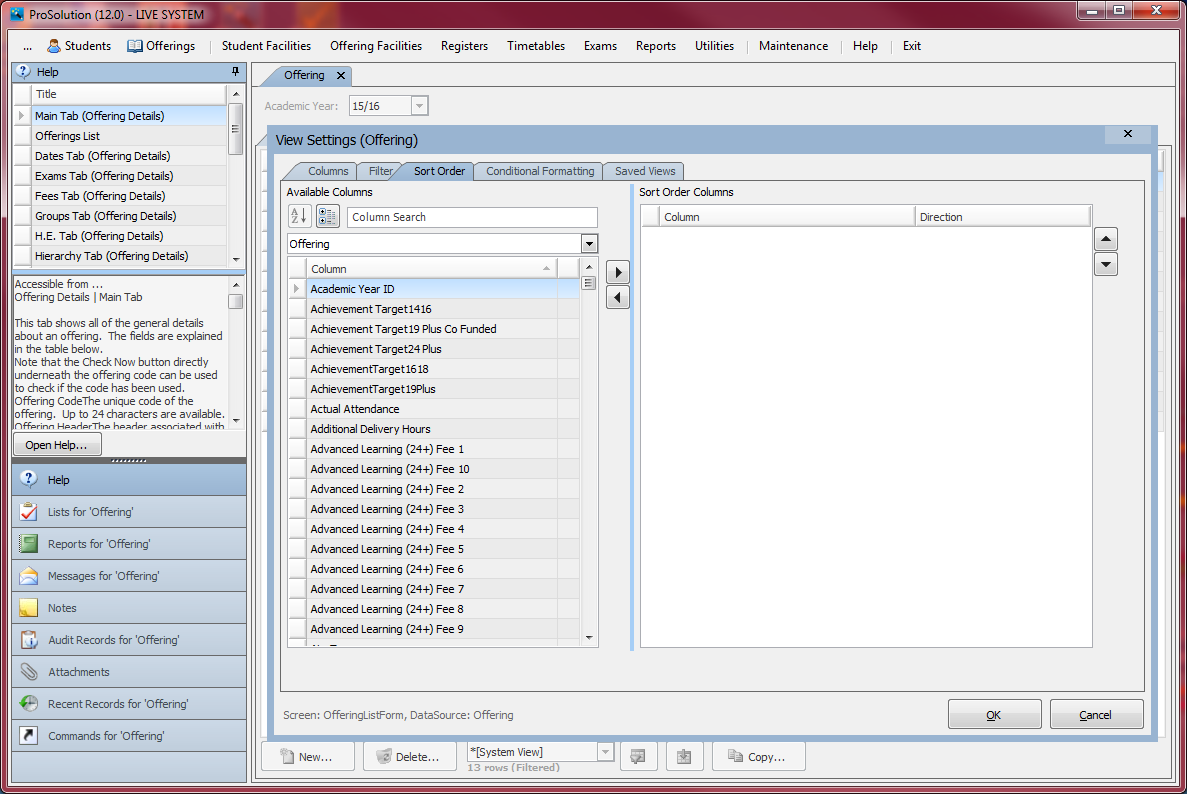 ProSolution (12.0) - LIVE SYSTEM
... Students Offerings Student Facilities Offering Facilities Registers Timetables Exams Reports Utilities Maintenance Help Exit
Help
Title
Main Tab (Offering Details)
Offerings List
Dates Tab (Offering Details)
Exams Tab (Offering Details)
Fees Tab (Offering Details)
Groups Tab (Offering Details)
H.E. Tab (Offering Details)
Hierarchy Tab (Offering Details)
Accessible from ...
Offering Details | Main Tab
This tab shows all of the general details
about an offering. The fields are explained
in the table below.
Note that the Check Now button directly
underneath the offering code can be used
to check if the code has been used.
Offering CodeThe unique code of the
offering. Up to 24 characters are available.
Offering HeaderThe header associated with
Open Help...
Help
Lists for 'Offering'
Reports for 'Offering'
Messages for 'Offering'
Notes
Audit Records for 'Offering'
Attachments
Recent Records for 'Offering'
Commands for 'Offering'
Offering
Academic Year: 15/16
View Settings (Offering)
Columns Filter Sort Order Conditional Formatting Saved Views
Available Columns
Column Search
Offering
Column
Academic Year ID
Achievement Target1416
Achievement Target19 Plus Co Funded
Achievement Target24 Plus
AchievementTarget1618
AchievementTarget19Plus
Actual Attendance
Additional Delivery Hours
Advanced Learning (24+) Fee 1
Advanced Learning (24+) Fee 10
Advanced Learning (24+) Fee 2
Advanced Learning (24+) Fee 3
Advanced Learning (24+) Fee 4
Advanced Learning (24+) Fee 5
Advanced Learning (24+) Fee 6
Advanced Learning (24+) Fee 7
Advanced Learning (24+) Fee 8
Advanced Learning (24+) Fee 9
Sort Order Columns
Column Direction
Screen: OfferingListForm, DataSource: Offering
OK Cancel
New... Delete... *[System View] Copy...
13 rows (Filtered)